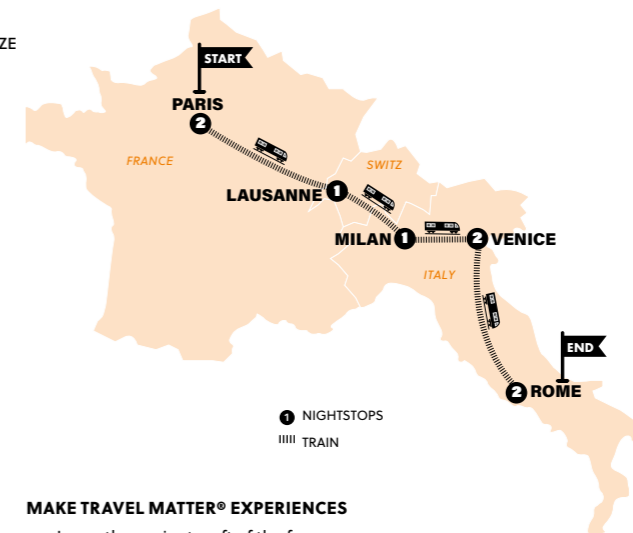 ZE
START
PARIS
2
FRANCE
SWITZ
LAUSANNE 1
MILAN 1
2 VENICE
ITALY
END
2 ROME
1 NIGHTSTOPS
TRAIN
MAKE TRAVEL MATTER® EXPERIENCES